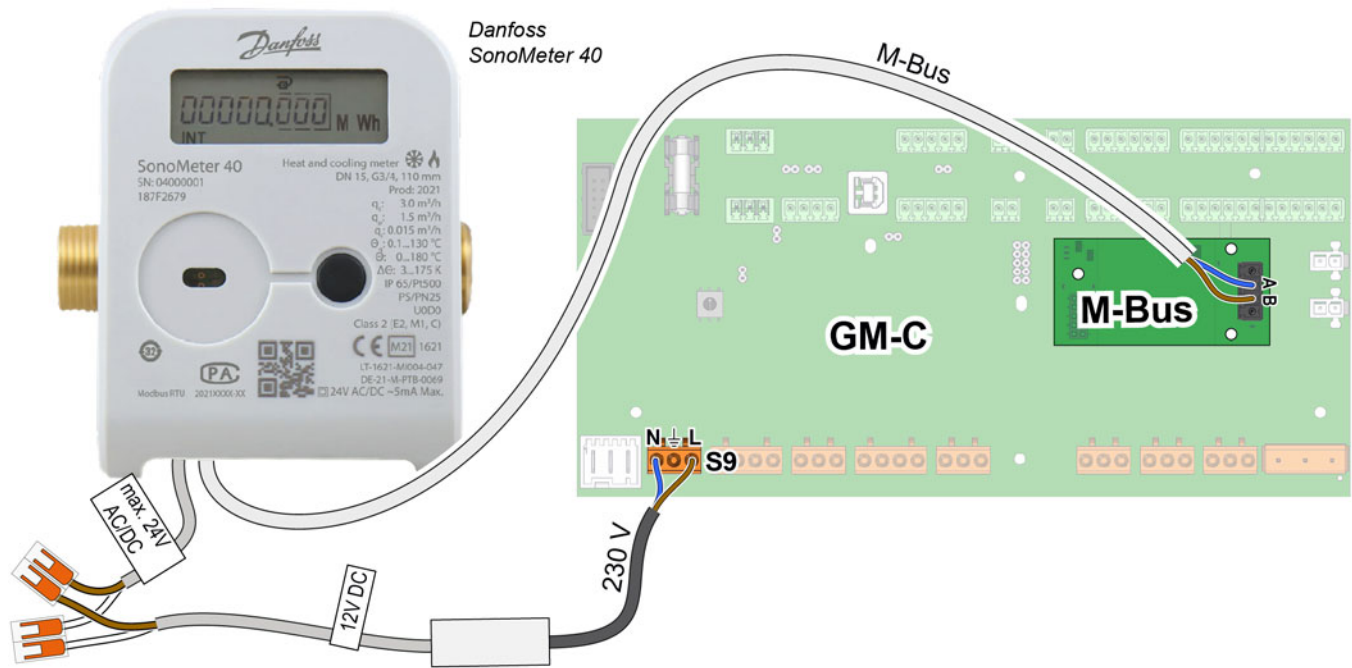 Danfoss
Danfoss
SonoMeter 40
M-Bus
00000.000 M Wh
INT
SonoMeter 40
SN: 04000001
187F2679
Heat and cooling meter
DN 15, G3/4, 110 mm
Prod: 2021
3.0 m³/h
1.5 m³/h
0.015 m³/h
0.1...130 °C
0...180 °C
ΔΘ: 3...175 K
IP 65/Pt500
PS/PN25
U0D0
Class 2 (E2, M1, C)
CE M21 1621
LT-1621-MI004-047
DE-21-M-PTB-0069
24V AC/DC ~5mA Max.
32
PA
Modbus RTU 2021XXXX-XX
A
B
M-Bus
GM-C
N L
S9
max. 24V
AC/DC
12V DC
230 V